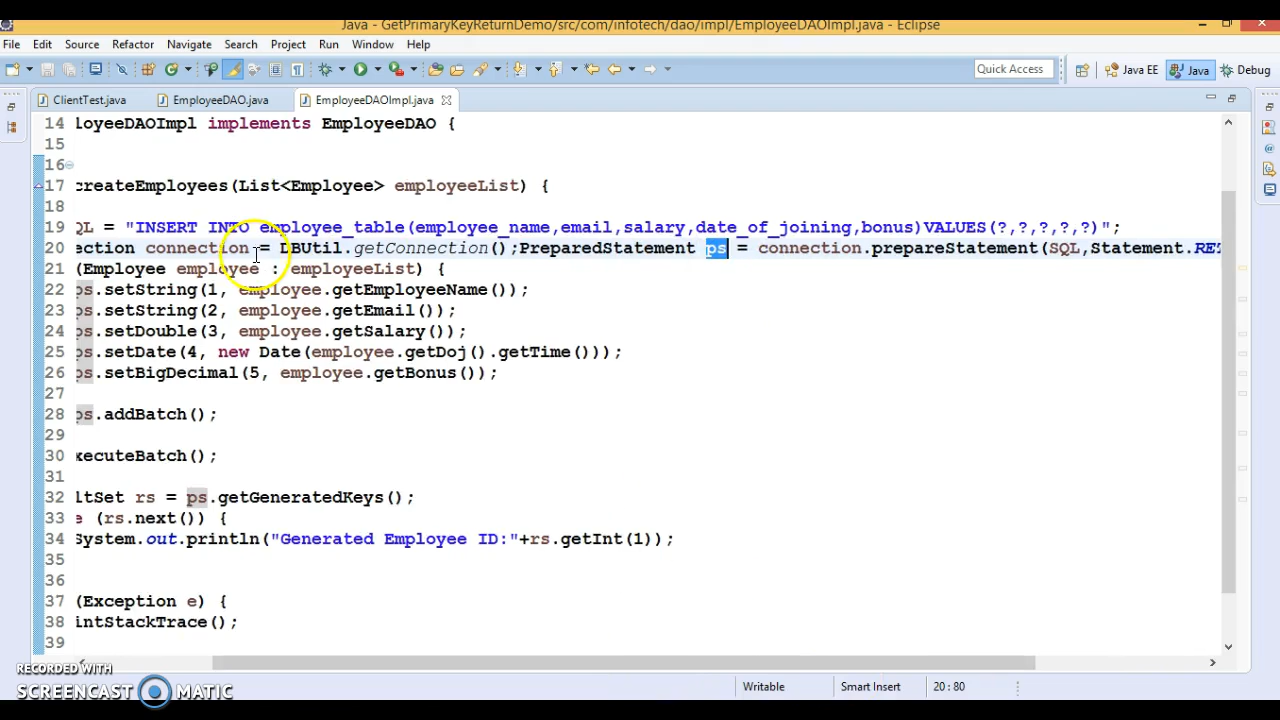 Java - GetPrimaryKeyReturnDemo/src/com/infotech/dao/impl/EmployeeDAOImpl.java - Eclipse
File Edit Source Refactor Navigate Search Project Run Window Help
Quick Access Java EE Java Debug
ClientTest.java EmployeeDAO.java EmployeeDAOImpl.java
14 loyeeDAOImpl implements EmployeeDAO {
15
16
17 createEmployees(List<Employee> employeeList) {
18
19 QL = "INSERT INTO employee_table(employee_name,email,salary,date_of_joining,bonus)VALUES(?,?,?,?,?)";
20 ection connection = DBUtil.getConnection();PreparedStatement ps = connection.prepareStatement(SQL,Statement.RET
21 (Employee employee : employeeList) {
22 ps.setString(1, employee.getEmployeeName());
23 ps.setString(2, employee.getEmail());
24 ps.setDouble(3, employee.getSalary());
25 ps.setDate(4, new Date(employee.getDoj().getTime()));
26 ps.setBigDecimal(5, employee.getBonus());
27
28 ps.addBatch();
29
30 xecuteBatch();
31
32 ltSet rs = ps.getGeneratedKeys();
33 e (rs.next()) {
34 System.out.println("Generated Employee ID:"+rs.getInt(1));
35
36
37 (Exception e) {
38 intStackTrace();
39
RECORDED WITH
SCREENCAST MATIC
Writable Smart Insert 20 : 80